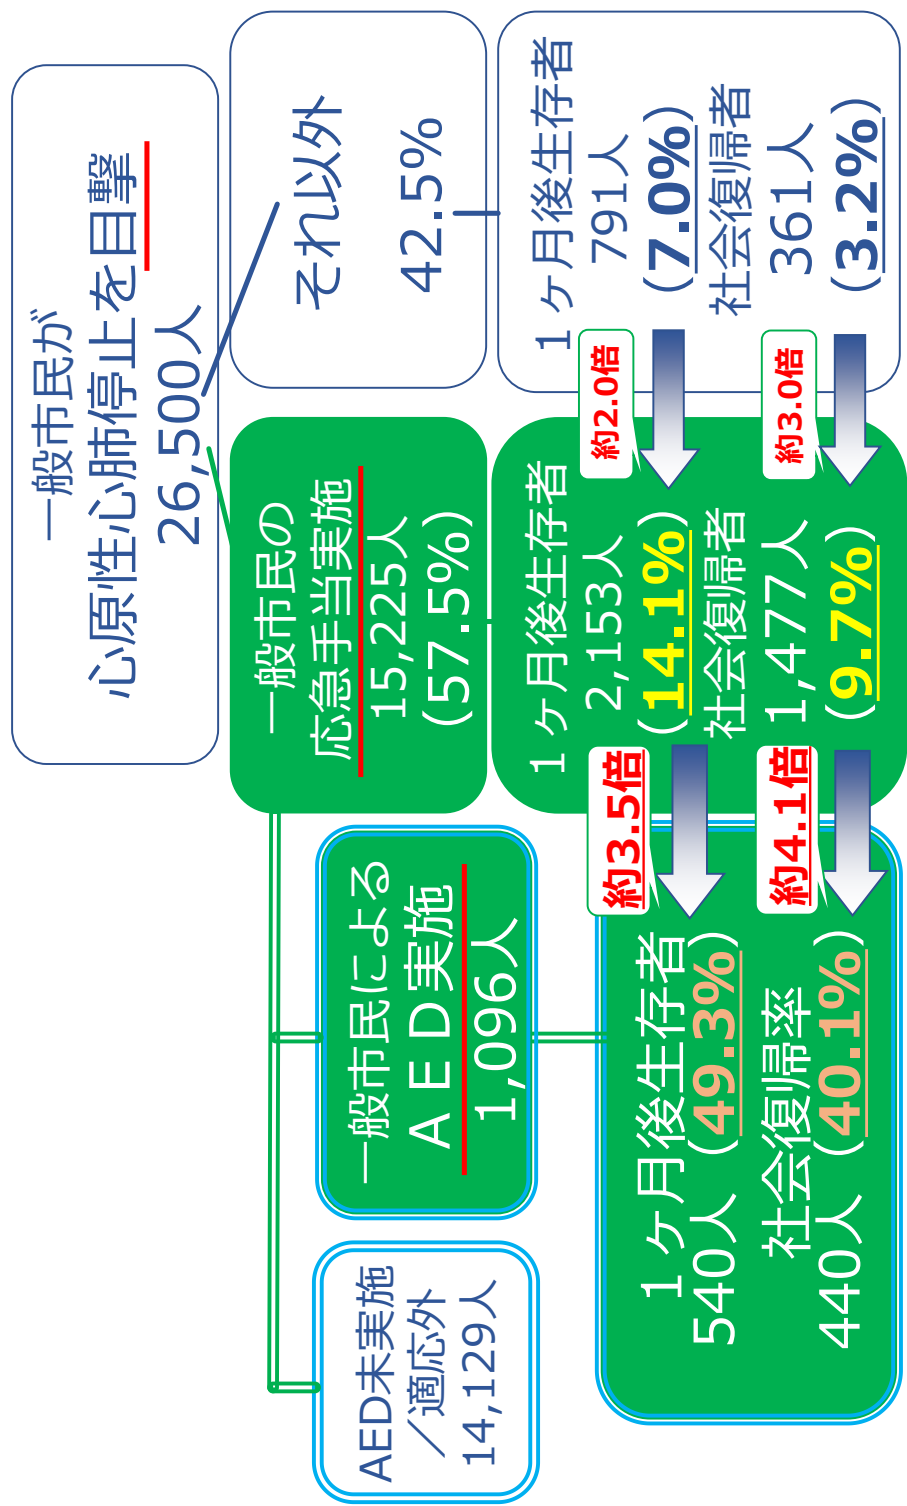 一般市民が
心原性心肺停止を目撃
26,500人
AED未実施
／適応外
14,129人
一般市民による
ＡＥＤ実施
1,096人
一般市民の
応急手当実施
15,225人
(57.5%)
それ以外
42.5%
１ヶ月後生存者
540人(49.3%)
社会復帰率
440人(40.1%)
約3.5倍
約4.1倍
１ヶ月後生存者
2,153人
(14.1%)
社会復帰者
1,477人
(9.7%)
約2.0倍
約3.0倍
１ヶ月後生存者
791人
(7.0%)
社会復帰者
361人
(3.2%)